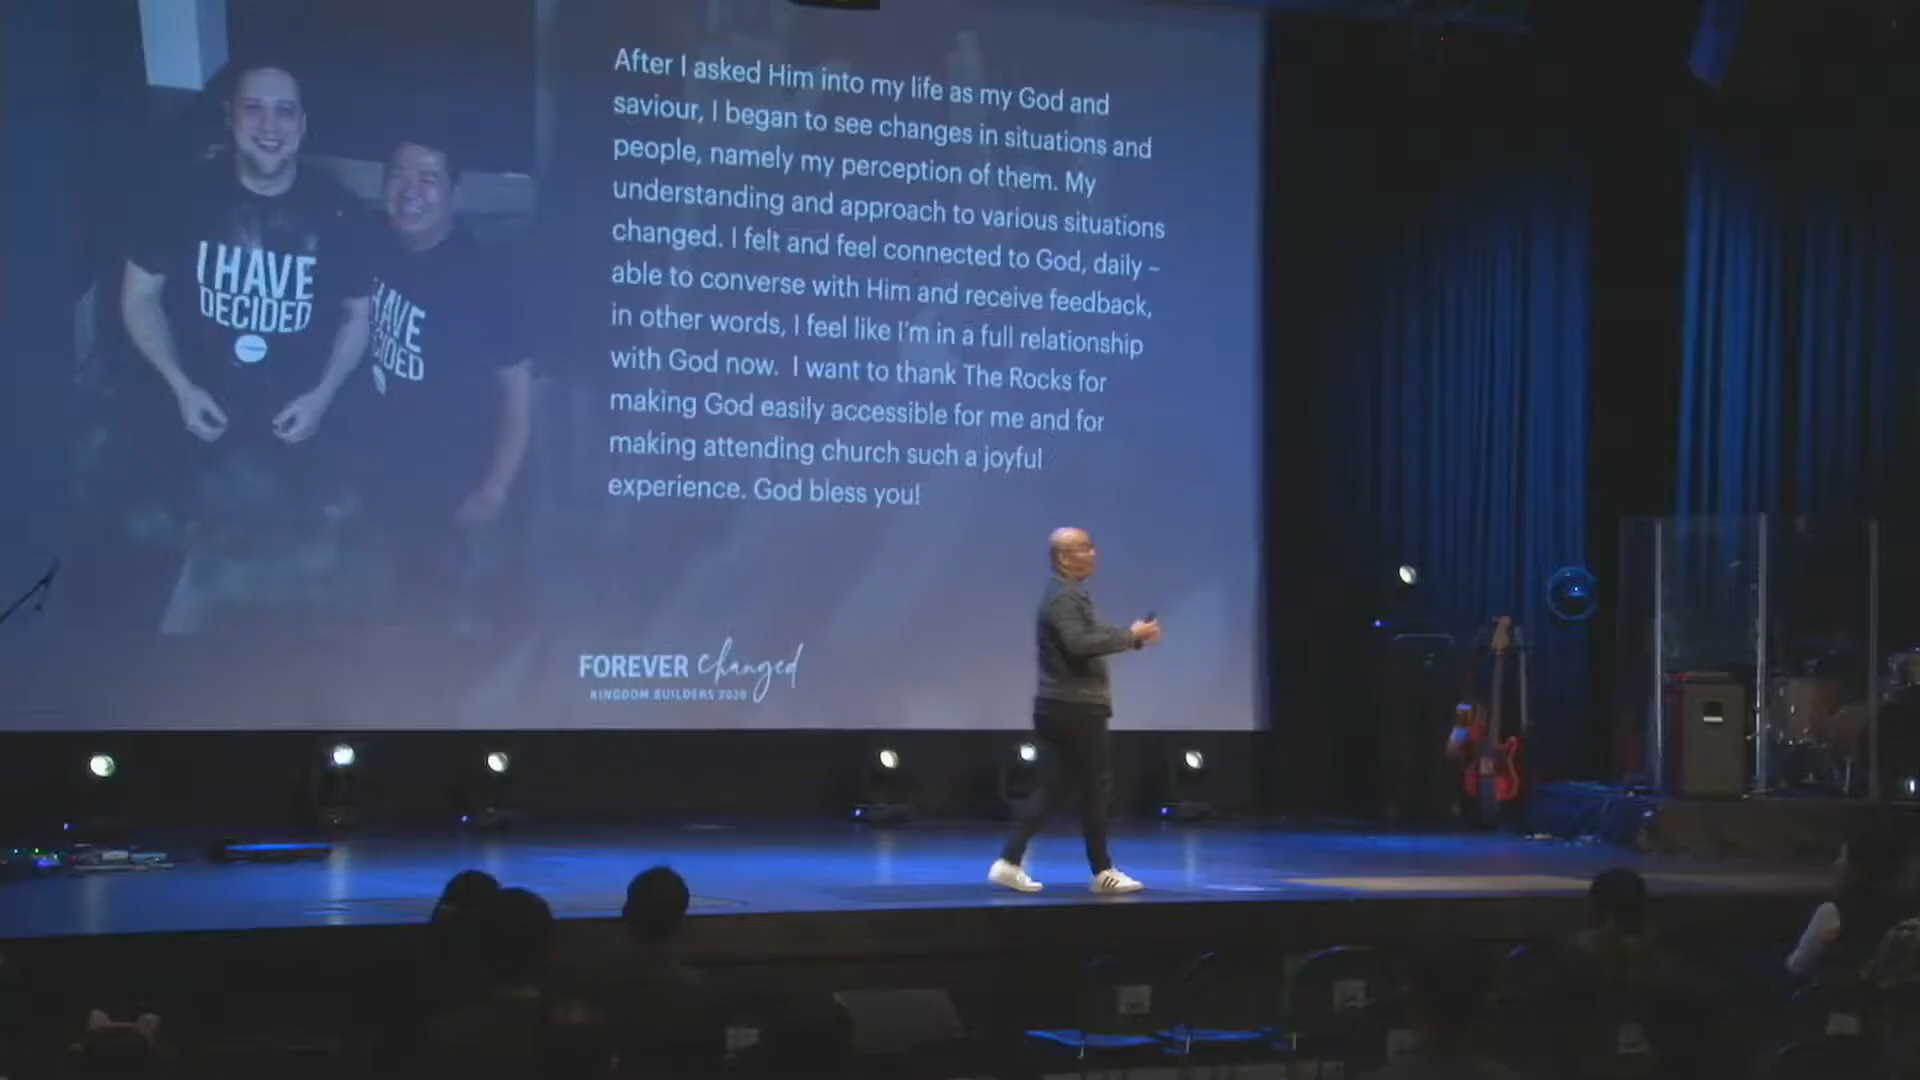 After I asked Him into my life as my God and
saviour, I began to see changes in situations and
people, namely my perception of them. My
understanding and approach to various situations
changed. I felt and feel connected to God, daily –
able to converse with Him and receive feedback,
in other words, I feel like I'm in a full relationship
with God now.  I want to thank The Rocks for
making God easily accessible for me and for
making attending church such a joyful
experience. God bless you!
I HAVE
DECIDED
HAVE
CIDED
FOREVER changed
KINGDOM BUILDERS 2020